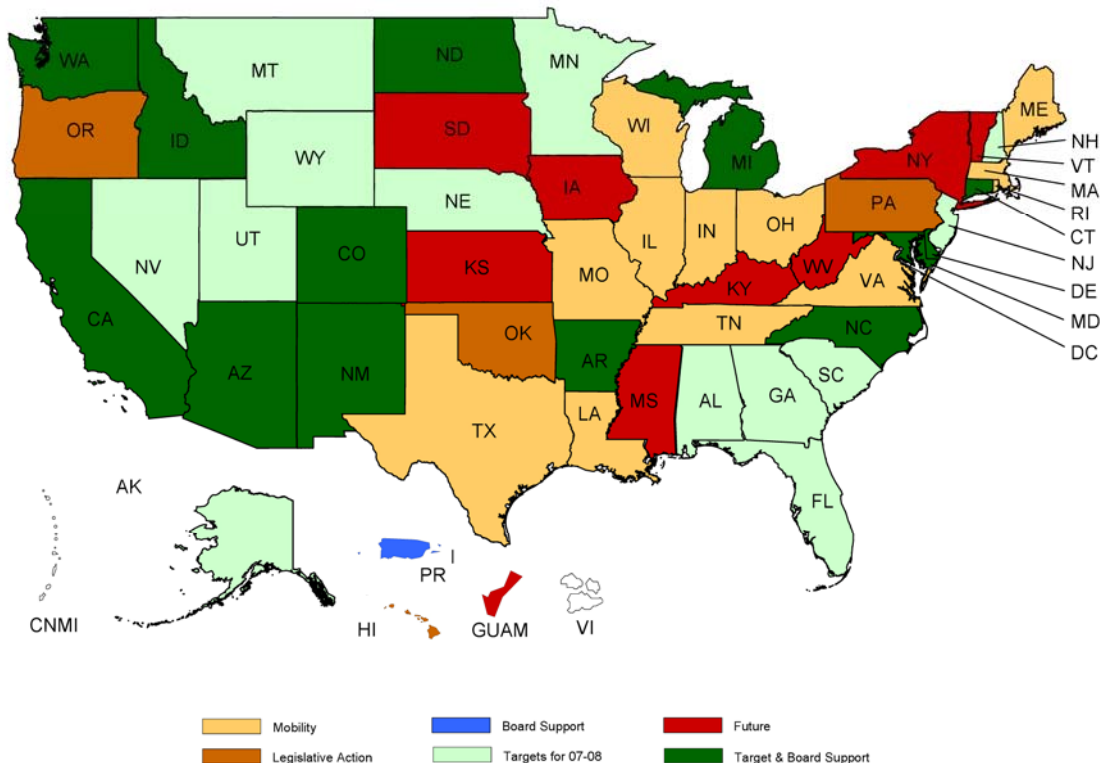 WA
MT
ND
MN
ME
OR
ID
SD
WI
MI
NY
NH
VT
WY
MA
IA
NE
PA
RI
CT
NV
UT
CO
IL
IN
OH
NJ
KS
MO
WV
VA
DE
KY
CA
MD
TN
NC
OK
AZ
NM
AR
DC
SC
MS
AL
GA
LA
TX
AK
FL
I
PR
CNMI
HI
GUAM
VI
Mobility
Board Support
Future
Legislative Action
Targets for 07-08
Target & Board Support